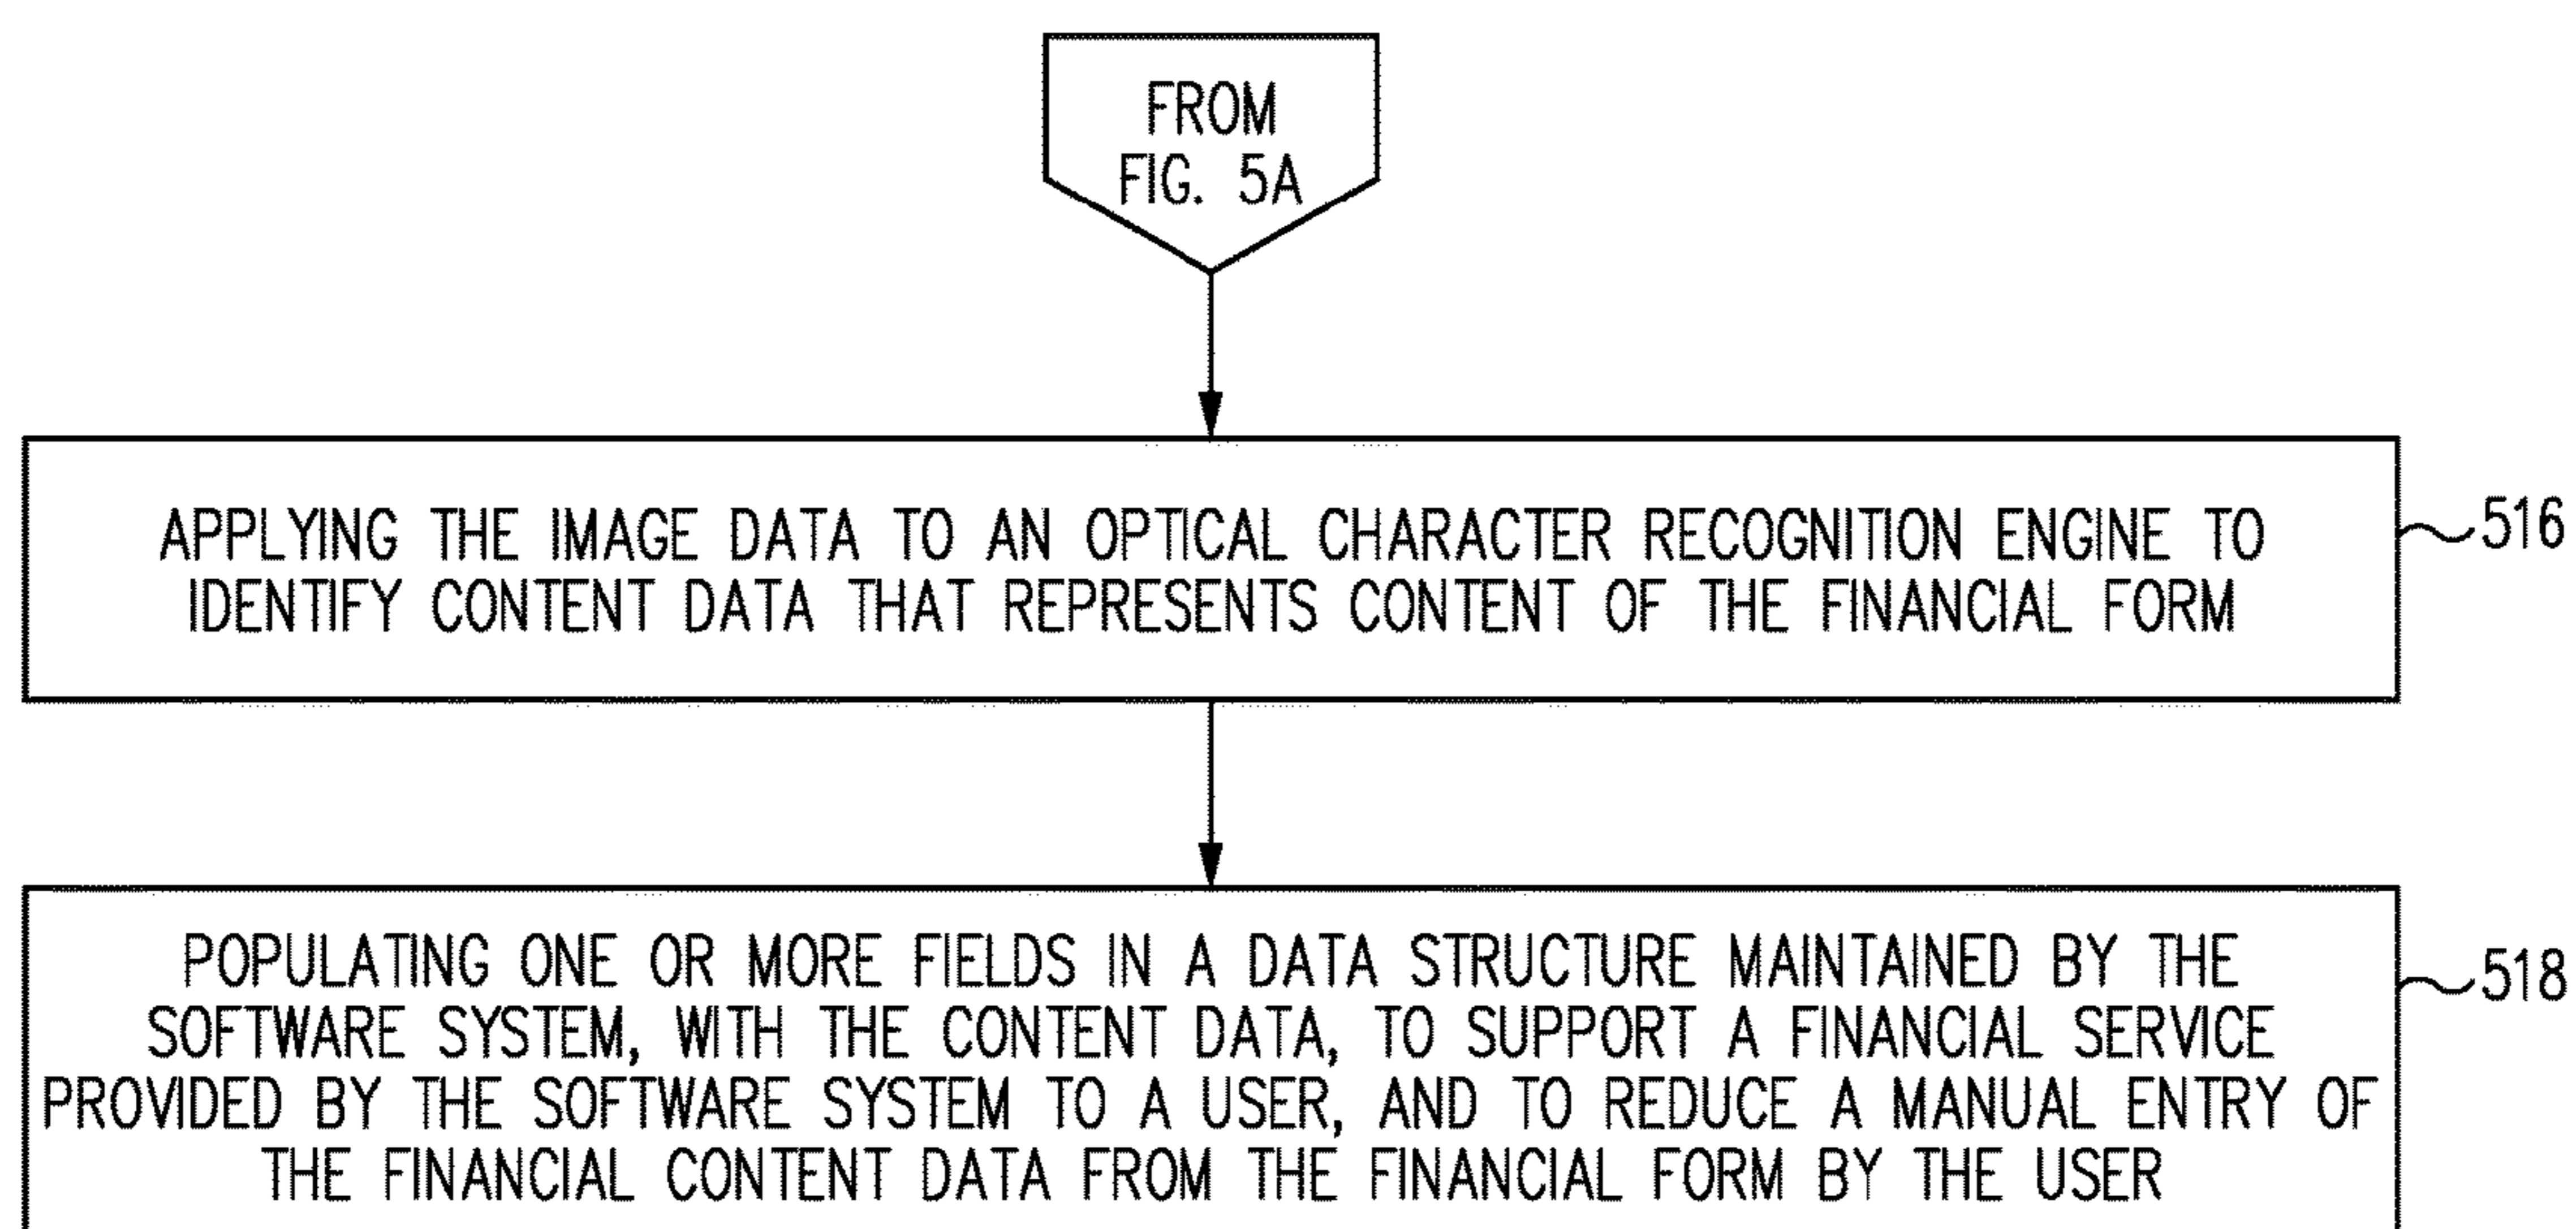 FROM
FIG. 5A
APPLYING THE IMAGE DATA TO AN OPTICAL CHARACTER RECOGNITION ENGINE TO
IDENTIFY CONTENT DATA THAT REPRESENTS CONTENT OF THE FINANCIAL FORM
516
POPULATING ONE OR MORE FIELDS IN A DATA STRUCTURE MAINTAINED BY THE
SOFTWARE SYSTEM, WITH THE CONTENT DATA, TO SUPPORT A FINANCIAL SERVICE
PROVIDED BY THE SOFTWARE SYSTEM TO A USER, AND TO REDUCE A MANUAL ENTRY OF
THE FINANCIAL CONTENT DATA FROM THE FINANCIAL FORM BY THE USER
518